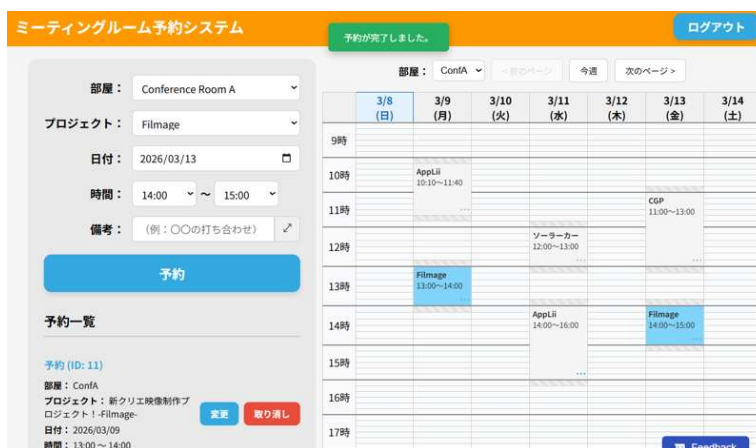 ミーティングルーム予約システム
予約が完了しました。
ログアウト
部屋：
Conference Room A
プロジェクト：
Filmage
日付：
2026/03/13
時間：
14:00 〜 15:00
備考：
(例：〇〇の打ち合わせ)
予約
予約一覧
予約 (ID: 11)
部屋：ConfA
プロジェクト：新クリエ映像制作プ
ロジェクト！-Filmage-
日付：2026/03/09
時間：13:00 〜 14:00
変更
取り消し
部屋： ConfA
< 前のページ
今週
次のページ >
3/8
(日)
3/9
(月)
3/10
(火)
3/11
(水)
3/12
(木)
3/13
(金)
3/14
(土)
9時
10時
AppLii
10:10〜11:40
...
11時
CGP
11:00〜13:00
...
12時
ソーラーカー
12:00〜13:00
...
13時
Filmage
13:00〜14:00
...
14時
AppLii
14:00〜16:00
...
Filmage
14:00〜15:00
...
15時
16時
17時
Feedback